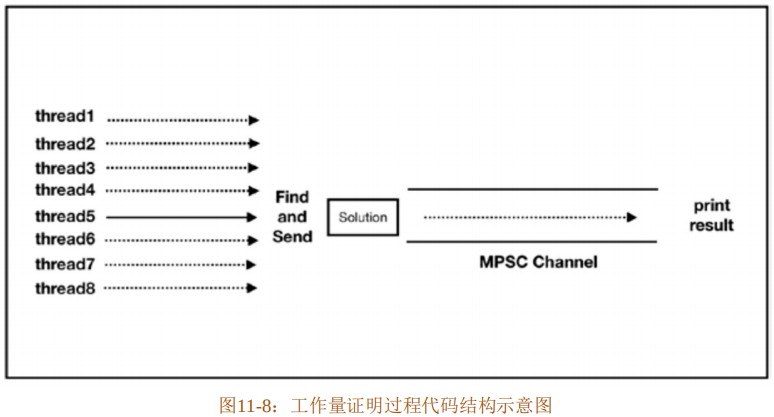 thread1
thread2
thread3
thread4
thread5
thread6
thread7
thread8
Find
and
Send
Solution
MPSC Channel
print
result
图11-8：工作量证明过程代码结构示意图